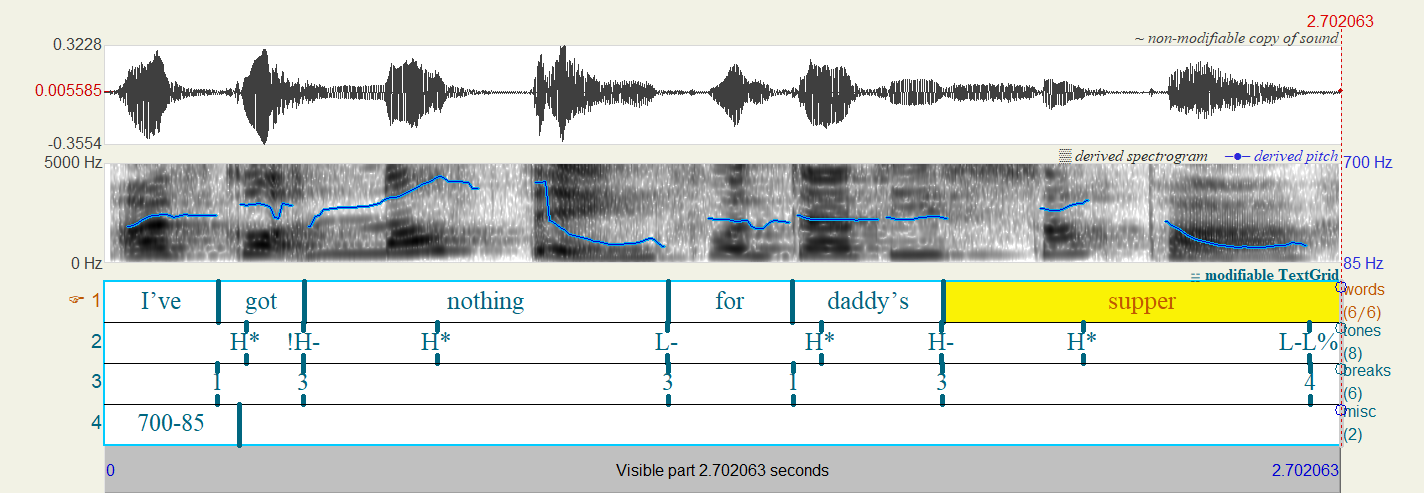 2.702063
~ non-modifiable copy of sound
0.3228
0.005585
-0.3554
5000 Hz
derived spectrogram derived pitch 700 Hz
0 Hz 85 Hz
modifiable TextGrid
1 I've got nothing for daddy's supper words (6/6)
2 H* !H- H* L- H* H- H* L-L% tones (8)
3 1 3 3 1 3 4 breaks (6)
4 700-85 misc (2)
0 Visible part 2.702063 seconds 2.702063